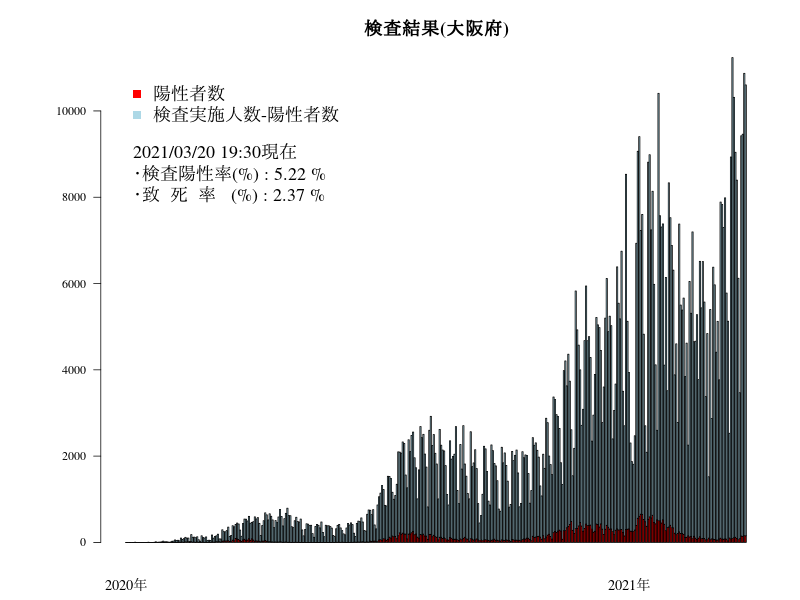 検査結果(大阪府)
陽性者数
検査実施人数-陽性者数
2021/03/20 19:30現在
・検査陽性率(%) : 5.22 %
・致 死 率 (%) : 2.37 %
10000
8000
6000
4000
2000
0
2020年
2021年